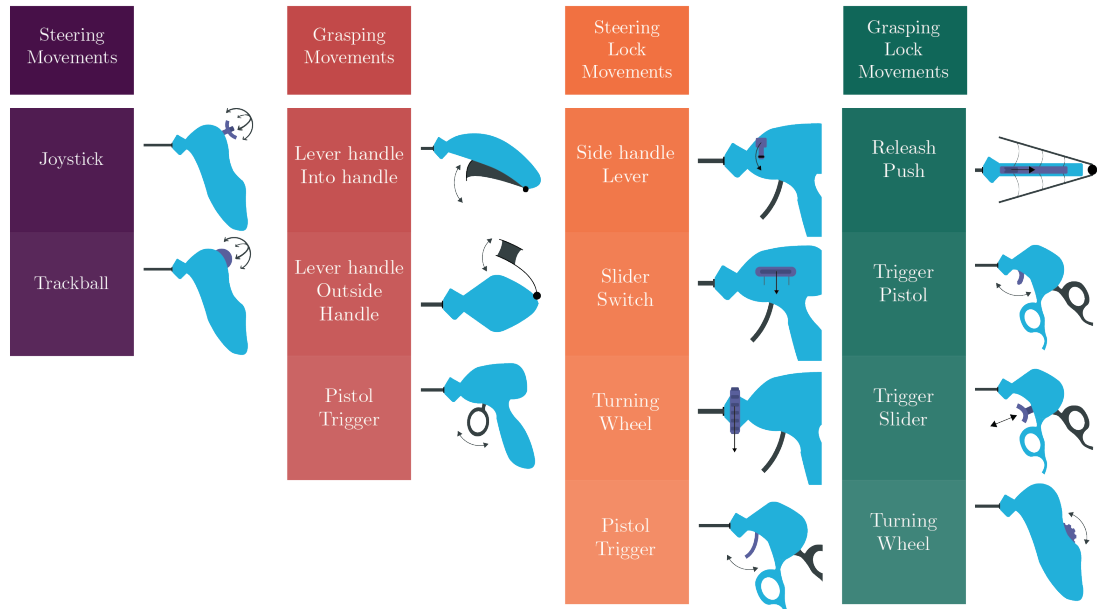 Steering
Movements
Joystick
Trackball
Grasping
Movements
Lever handle
Into handle
Lever handle
Outside
Handle
Pistol
Trigger
Steering
Lock
Movements
Side handle
Lever
Slider
Switch
Turning
Wheel
Pistol
Trigger
Grasping
Lock
Movements
Releash
Push
Trigger
Pistol
Trigger
Slider
Turning
Wheel